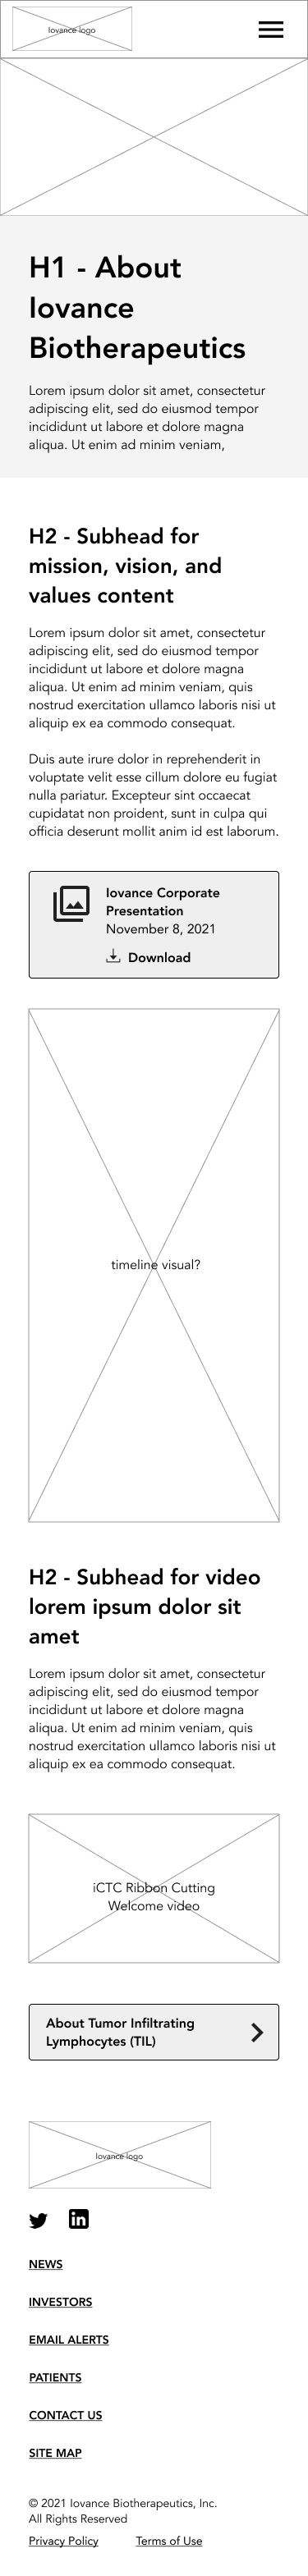 Iovance logo
H1 - About
Iovance
Biotherapeutics
Lorem ipsum dolor sit amet, consectetur
adipiscing elit, sed do eiusmod tempor
incididunt ut labore et dolore magna
aliqua. Ut enim ad minim veniam,
H2 - Subhead for
mission, vision, and
values content
Lorem ipsum dolor sit amet, consectetur
adipiscing elit, sed do eiusmod tempor
incidunt ut labore et dolore magna
aliqua. Ut enim ad minim veniam, quis
nostrud exercitation ullamco laboris nisi ut
aliquip ex ea commodo consequat.
Duis aute irure dolor in reprehenderit in
voluptate velit esse cillum dolore eu fugiat
nulla pariatur. Excepteur sint occaecat
cupidatat non proident, sunt in culpa qui
officia deserunt mollit anim id est laborum.
Iovance Corporate
Presentation
November 8, 2021
Download
timeline visual?
H2 - Subhead for video
lorem ipsum dolor sit
amet
Lorem ipsum dolor sit amet, consectetur
adipiscing elit, sed do eiusmod tempor
incididunt ut labore et dolore magna
aliqua. Ut enim ad minim veniam, quis
nostrud exercitation ullamco laboris nisi ut
aliquip ex ea commodo consequat.
iCTC Ribbon Cutting
Welcome video
About Tumor Infiltrating
Lymphocytes (TIL)
Iovance logo
NEWS
INVESTORS
EMAIL ALERTS
PATIENTS
CONTACT US
SITE MAP
© 2021 Iovance Biotherapeutics, Inc.
All Rights Reserved
Privacy Policy Terms of Use